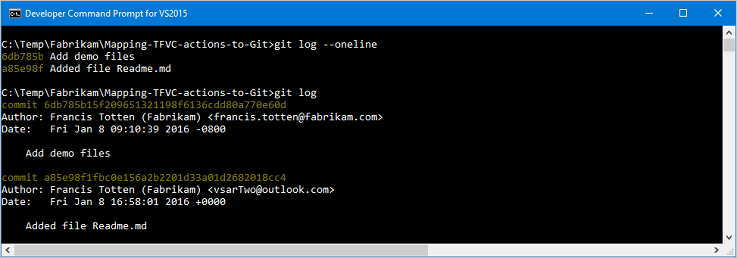 Developer Command Prompt for VS2015
C:\Temp\Fabrikam\Mapping-TFVC-actions-to-Git>git log --oneline
6db785b Add demo files
a85e98f Added file Readme.md
C:\Temp\Fabrikam\Mapping-TFVC-actions-to-Git>git log
commit 6db785b15f209651321198f6136cdd80a770e60d
Author: Francis Totten (Fabrikam) <francis.totten@fabrikam.com>
Date:   Fri Jan 8 09:10:39 2016 -0800
Add demo files
commit a85e98f1fbc0e156a2b2201d33a01d2682018cc4
Author: Francis Totten (Fabrikam) <vsarTwo@outlook.com>
Date:   Fri Jan 8 16:58:01 2016 +0000
Added file Readme.md